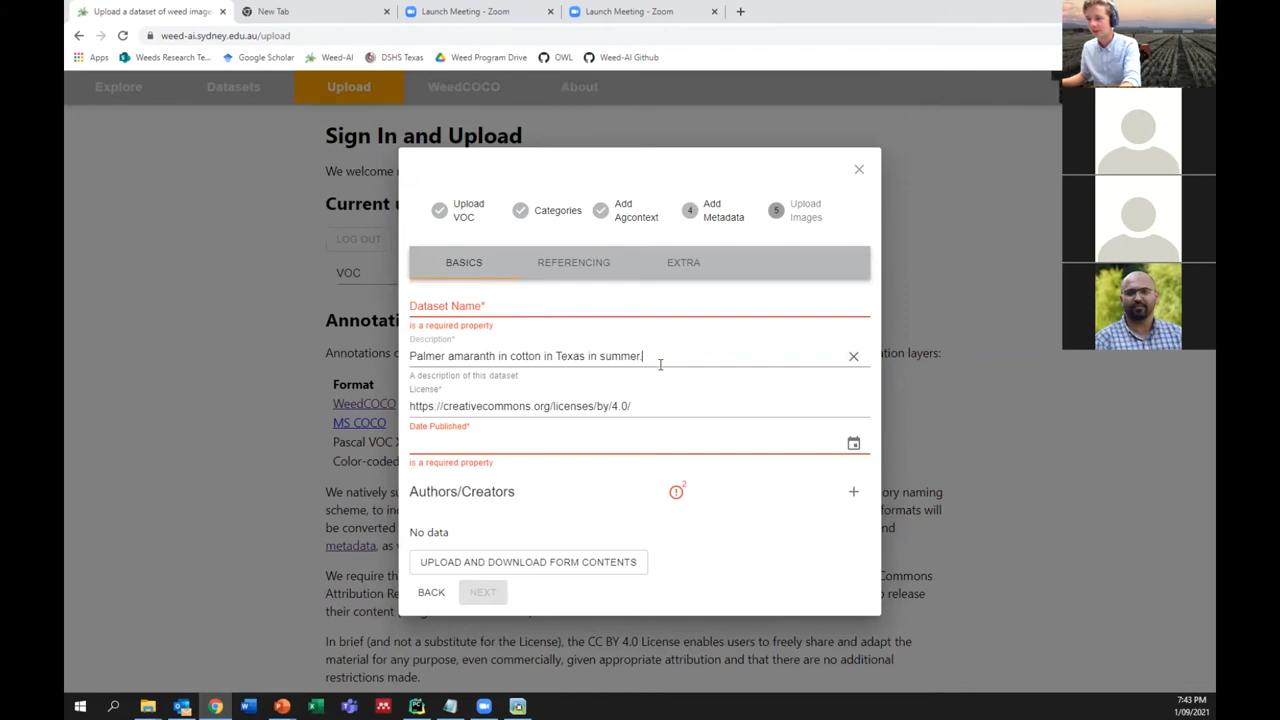 Upload a dataset of weed image
New Tab
Launch Meeting - Zoom
Launch Meeting - Zoom
weed-ai.sydney.edu.au/upload
Apps
Weeds Research Te...
Google Scholar
Weed-AI
DSHS Texas
Weed Program Drive
OWL
Weed-AI Github
Explore
Datasets
Upload
WeedCOCO
About
Sign In and Upload
We welcome
Current u
LOG OUT
VOC
Annotati
Annotations c
ion layers:
Format
WeedCOCO
MS COCO
Pascal VOC X
Color-coded
We natively su
ory naming
scheme, to in
ormats will
be converted
nd
metadata, as
We require th
Commons
Attribution Re
to release
their content
In brief (and not a substitute for the License), the CC BY 4.0 License enables users to freely share and adapt the
material for any purpose, even commercially, given appropriate attribution and that there are no additional
restrictions made.
Upload
VOC
Categories
Add
Agcontext
4
Add
Metadata
5
Upload
Images
BASICS
REFERENCING
EXTRA
Dataset Name*
is a required property
Description*
Palmer amaranth in cotton in Texas in summer.
A description of this dataset
License*
https://creativecommons.org/licenses/by/4.0/
Date Published*
is a required property
Authors/Creators
2
No data
UPLOAD AND DOWNLOAD FORM CONTENTS
BACK
NEXT
7:43 PM
1/09/2021